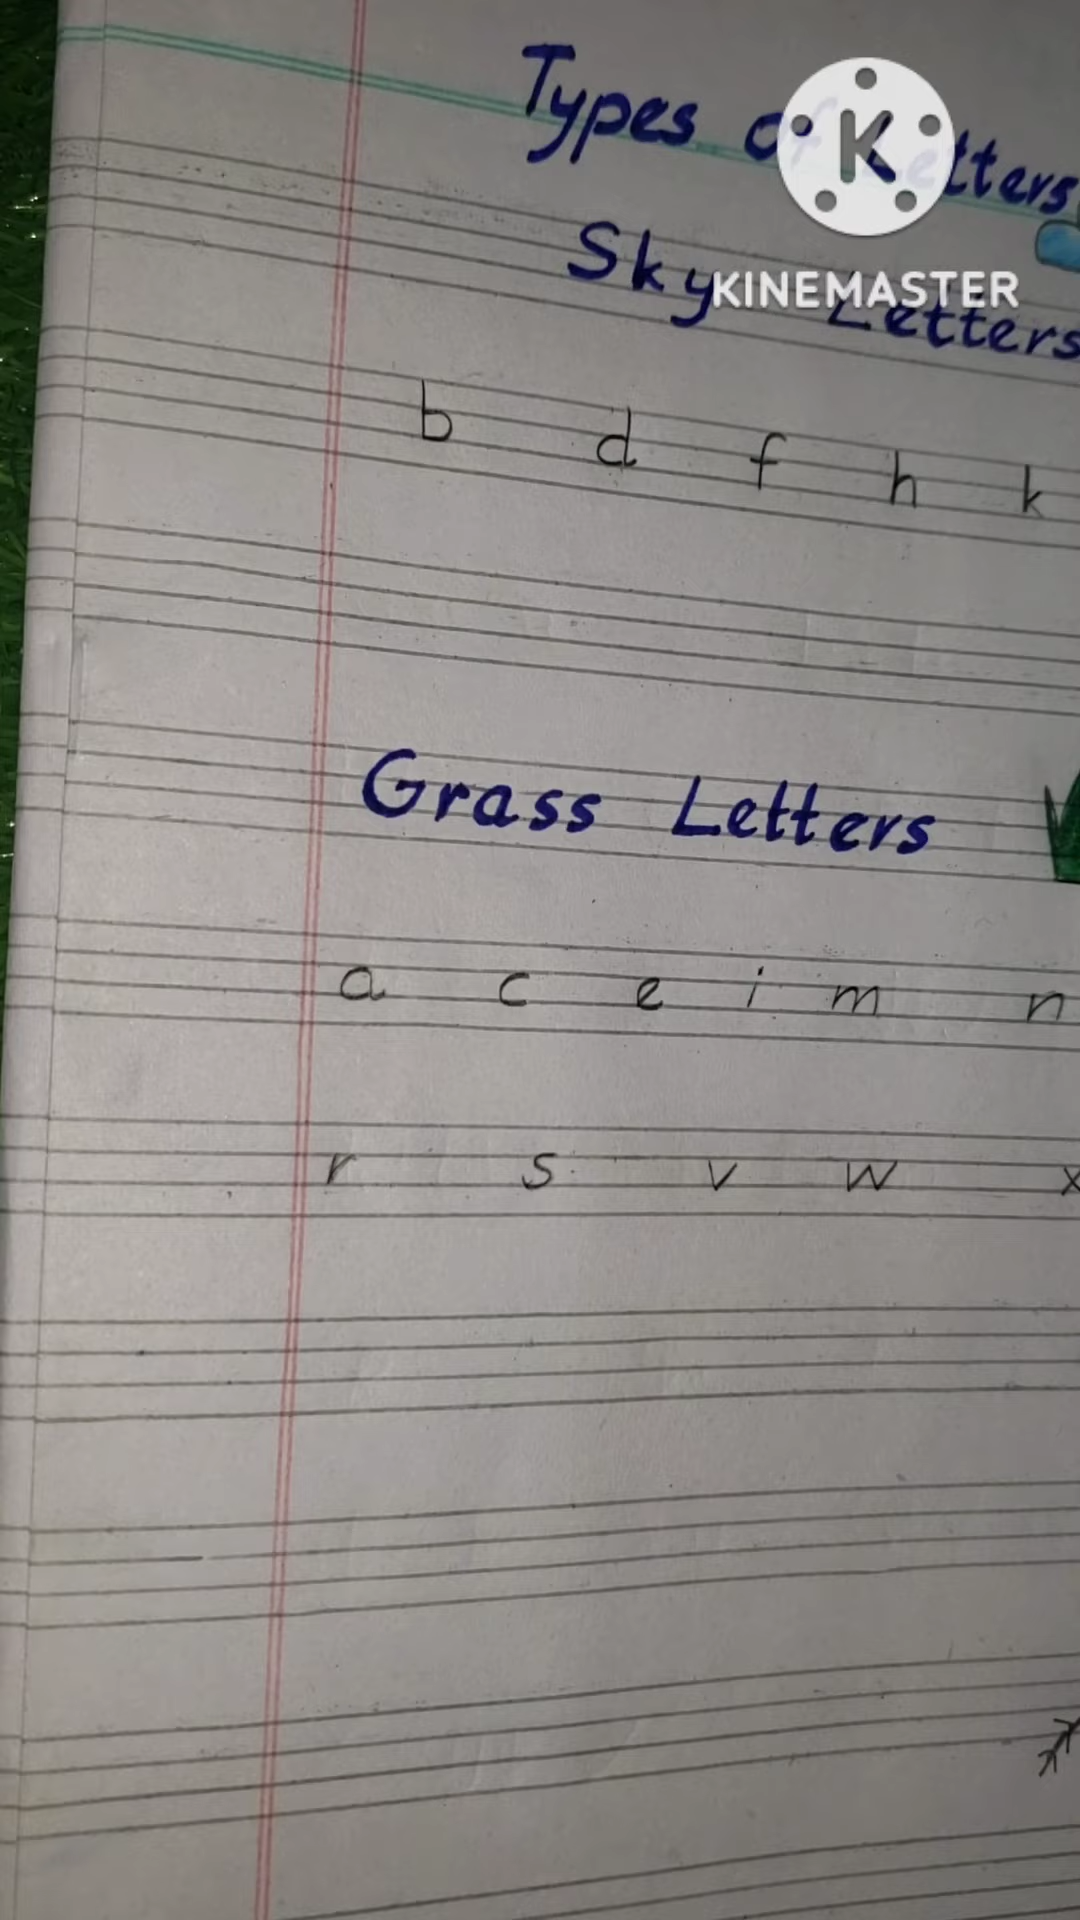 Types of Letters
Sky Letters
KINEMASTER
b d f h k
Grass Letters
a c e i m n
r s v w x